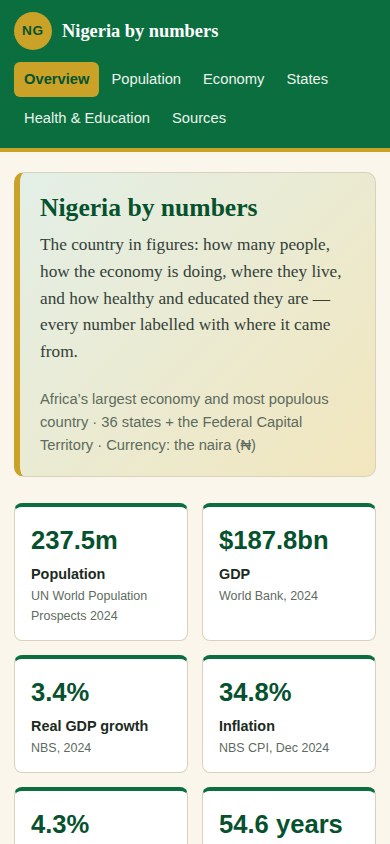 NG Nigeria by numbers
Overview Population Economy States
Health & Education Sources
Nigeria by numbers
The country in figures: how many people,
how the economy is doing, where they live,
and how healthy and educated they are —
every number labelled with where it came
from.
Africa's largest economy and most populous
country · 36 states + the Federal Capital
Territory · Currency: the naira (₦)
237.5m
Population
UN World Population
Prospects 2024
$187.8bn
GDP
World Bank, 2024
3.4%
Real GDP growth
NBS, 2024
34.8%
Inflation
NBS CPI, Dec 2024
4.3%
54.6 years